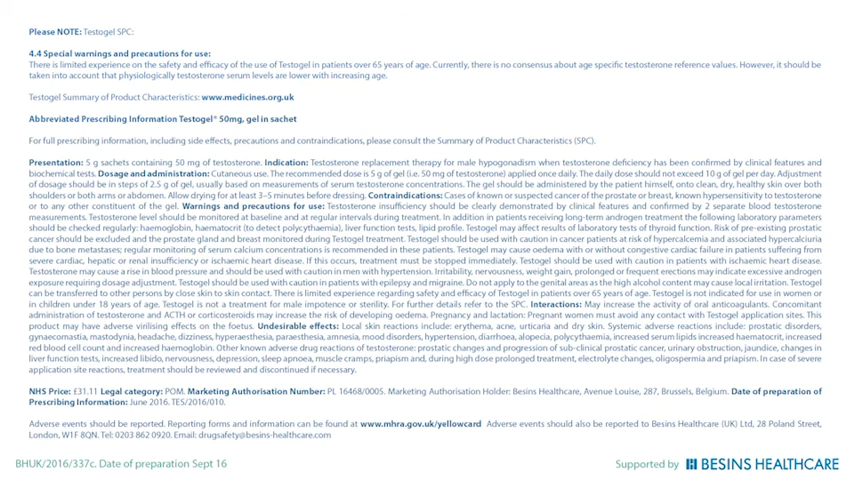 Please NOTE: Testogel SPC:
4.4 Special warnings and precautions for use:
There is limited experience on the safety and efficacy of the use of Testogel in patients over 65 years of age. Currently, there is no consensus about age specific testosterone reference values. However, it should be
taken into account that physiologically testosterone serum levels are lower with increasing age.
Testogel Summary of Product Characteristics: www.medicines.org.uk
Abbreviated Prescribing Information Testogel® 50mg, gel in sachet
For full prescribing information, including side effects, precautions and contraindications, please consult the Summary of Product Characteristics (SPC).
Presentation: 5 g sachets containing 50 mg of testosterone. Indication: Testosterone replacement therapy for male hypogonadism when testosterone deficiency has been confirmed by clinical features and
biochemical tests. Dosage and administration: Cutaneous use. The recommended dose is 5 g of gel (i.e. 50 mg of testosterone) applied once daily. The daily dose should not exceed 10 g of gel per day. Adjustment
of dosage should be in steps of 2.5 g of gel, usually based on measurements of serum testosterone concentrations. The gel should be administered by the patient himself, onto clean, dry, healthy skin over both
shoulders or both arms or abdomen. Allow drying for at least 3–5 minutes before dressing. Contraindications: Cases of known or suspected cancer of the prostate or breast, known hypersensitivity to testosterone
or to any other constituent of the gel. Warnings and precautions for use: Testosterone insufficiency should be clearly demonstrated by clinical features and confirmed by 2 separate blood testosterone
measurements. Testosterone level should be monitored at baseline and at regular intervals during treatment. In addition in patients receiving long-term androgen treatment the following laboratory parameters
should be checked regularly: haemoglobin, haematocrit (to detect polycythaemia), liver function tests, lipid profile. Testogel may affect results of laboratory tests of thyroid function. Risk of pre-existing prostatic
cancer should be excluded and the prostate gland and breast monitored during Testogel treatment. Testogel should be used with caution in cancer patients at risk of hypercalcemia and associated hypercalciuria
due to bone metastases; regular monitoring of serum calcium concentrations is recommended in these patients. Testogel may cause oedema with or without congestive cardiac failure in patients suffering from
severe cardiac, hepatic or renal insufficiency or ischaemic heart disease. If this occurs, treatment must be stopped immediately. Testogel should be used with caution in patients with ischaemic heart disease.
Testosterone may cause a rise in blood pressure and should be used with caution in men with hypertension. Irritability, nervousness, weight gain, prolonged or frequent erections may indicate excessive androgen
exposure requiring dosage adjustment. Testogel should be used with caution in patients with epilepsy and migraine. Do not apply to the genital areas as the high alcohol content may cause local irritation. Testogel
can be transferred to other persons by close skin to skin contact. There is limited experience regarding safety and efficacy of Testogel in patients over 65 years of age. Testogel is not indicated for use in women or
in children under 18 years of age. Testogel is not a treatment for male impotence or sterility. For further details refer to the SPC. Interactions: May increase the activity of oral anticoagulants. Concomitant
administration of testosterone and ACTH or corticosteroids may increase the risk of developing oedema. Pregnancy and lactation: Pregnant women must avoid any contact with Testogel application sites. This
product may have adverse virilising effects on the foetus. Undesirable effects: Local skin reactions include: erythema, acne, urticaria and dry skin. Systemic adverse reactions include: prostatic disorders,
gynaecomastia, mastodynia, headache, dizziness, hyperaesthesia, paraesthesia, amnesia, mood disorders, hypertension, diarrhoea, alopecia, polycythaemia, increased serum lipids increased haematocrit, increased
red blood cell count and increased haemoglobin. Other known adverse drug reactions of testosterone: prostatic changes and progression of sub-clinical prostatic cancer, urinary obstruction, jaundice, changes in
liver function tests, increased libido, nervousness, depression, sleep apnoea, muscle cramps, priapism and, during high dose prolonged treatment, electrolyte changes, oligospermia and priapism. In case of severe
application site reactions, treatment should be reviewed and discontinued if necessary.
NHS Price: £31.11 Legal category: POM. Marketing Authorisation Number: PL 16468/0005. Marketing Authorisation Holder: Besins Healthcare, Avenue Louise, 287, Brussels, Belgium. Date of preparation of
Prescribing Information: June 2016. TES/2016/010.
Adverse events should be reported. Reporting forms and information can be found at www.mhra.gov.uk/yellowcard Adverse events should also be reported to Besins Healthcare (UK) Ltd, 28 Poland Street,
London, W1F 8QN. Tel: 0203 862 0920. Email: drugsafety@besins-healthcare.com
BHUK/2016/337c. Date of preparation Sept 16
Supported by BESINS HEALTHCARE